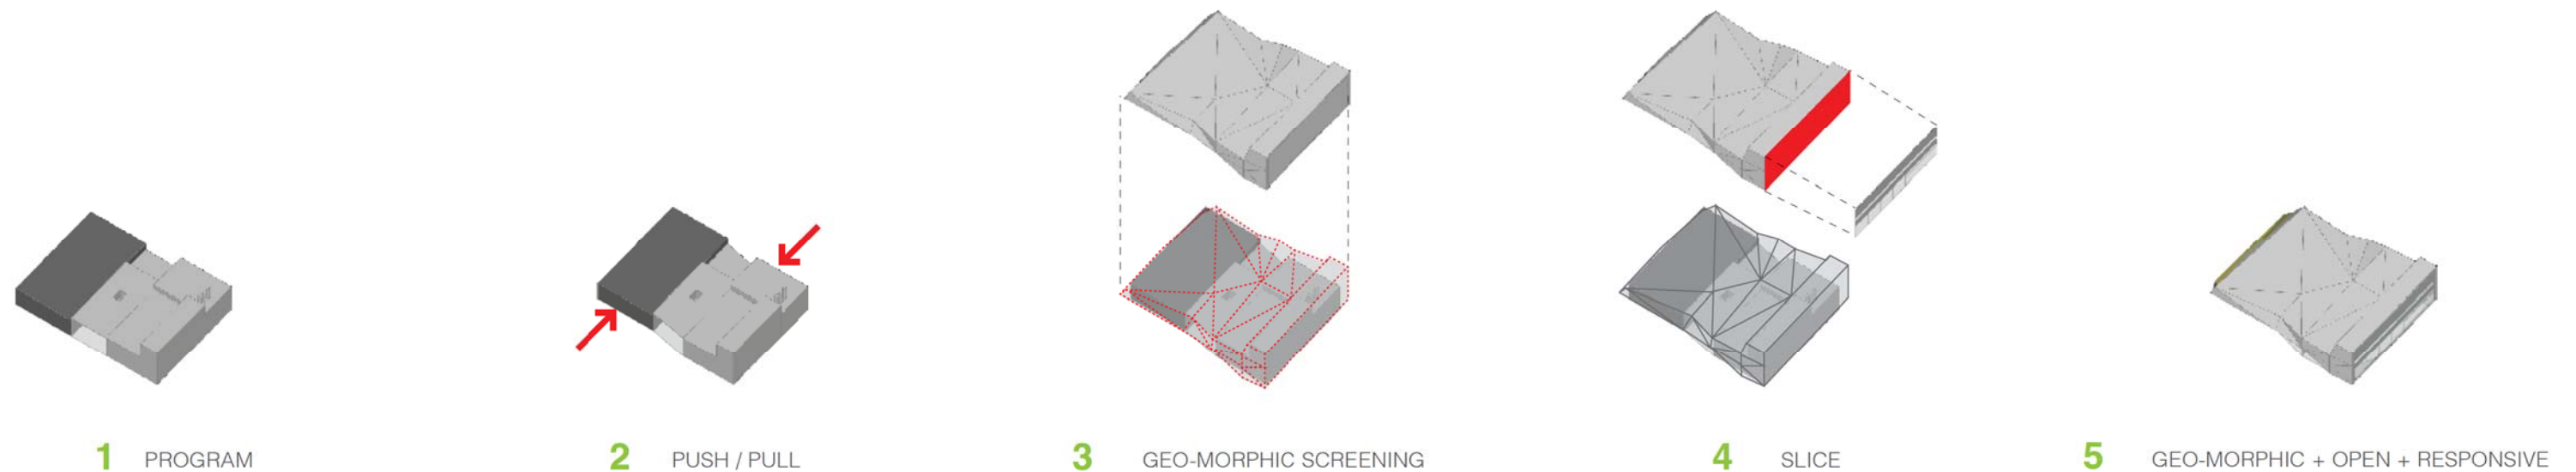 1 PROGRAM
2 PUSH / PULL
3 GEO-MORPHIC SCREENING
4 SLICE
5 GEO-MORPHIC + OPEN + RESPONSIVE